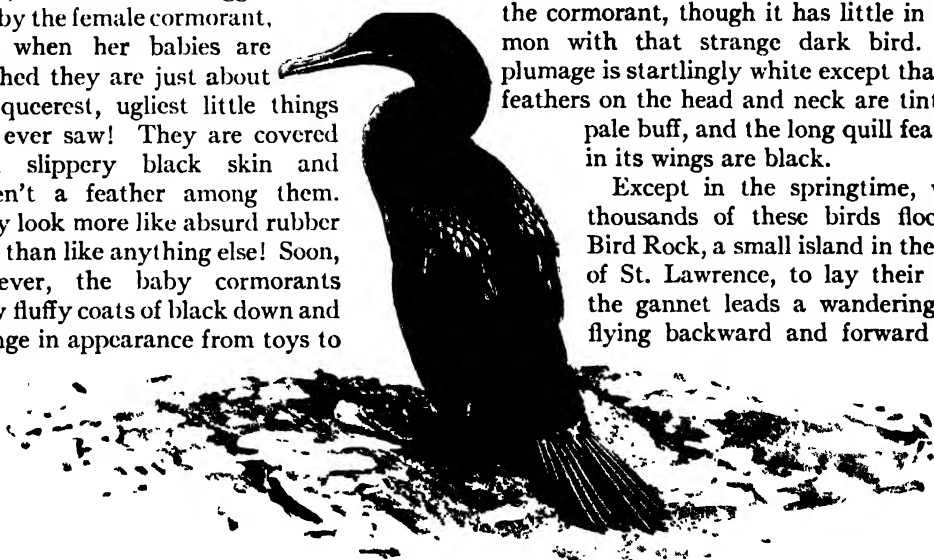 by the female cormorant,
when her babies are
hed they are just about
queerest, ugliest little things
ever saw! They are covered
slippery black skin and
en't a feather among them.
y look more like absurd rubber
than like anything else! Soon,
ever, the baby cormorants
y fluffy coats of black down and
nge in appearance from toys to
the cormorant, though it has little in
mon with that strange dark bird.
plumage is startlingly white except tha
feathers on the head and neck are tint
pale buff, and the long quill fea
in its wings are black.
Except in the springtime,
thousands of these birds floc
Bird Rock, a small island in the
of St. Lawrence, to lay their
the gannet leads a wandering
flying backward and forward